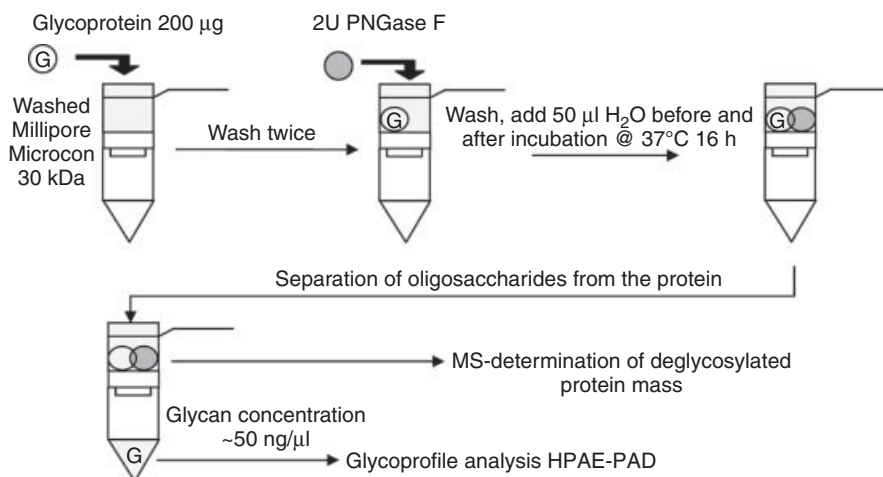 Glycoprotein 200 μg
2U PNGase F
G
Washed
Millipore
Microcon
30 kDa
Wash twice
G
Wash, add 50 μl H₂O before and
after incubation @ 37°C 16 h
G
Separation of oligosaccharides from the protein
MS-determination of deglycosylated
protein mass
Glycan concentration
~50 ng/μl
G
Glycoprofile analysis HPAE-PAD